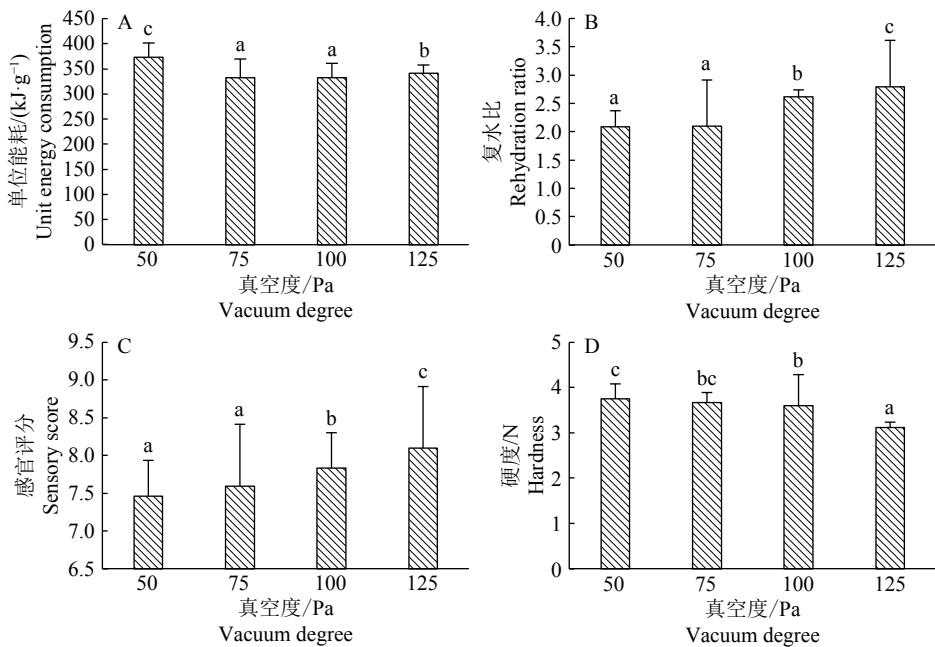 A
450
400
350
300
250
200
150
100
50
0
c
a
a
b
50
75
100
125
单位能耗/(kJ·g⁻¹)
Unit energy consumption
真空度/Pa
Vacuum degree
B
4.0
3.5
3.0
2.5
2.0
1.5
1.0
0.5
0
a
a
b
c
50
75
100
125
复水比
Rehydration ratio
真空度/Pa
Vacuum degree
C
9.5
9.0
8.5
8.0
7.5
7.0
6.5
a
a
b
c
50
75
100
125
感官评分
Sensory score
真空度/Pa
Vacuum degree
D
5
4
3
2
1
0
c
bc
b
a
50
75
100
125
硬度/N
Hardness
真空度/Pa
Vacuum degree